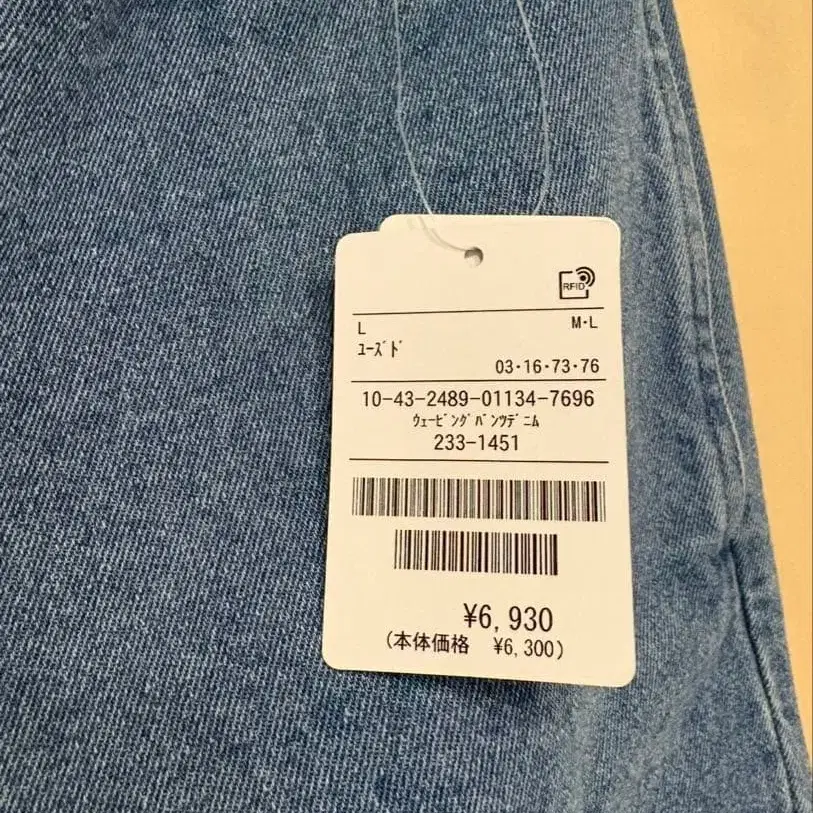 RFID
L M・L
ﾕｰｽﾞﾄﾞ
03・16・73・76
10-43-2489-01134-7696
ｳｪｰﾋﾞﾝｸﾞﾊﾟﾝﾂﾃﾞﾆﾑ
233-1451
¥6,930
(本体価格 ¥6,300)